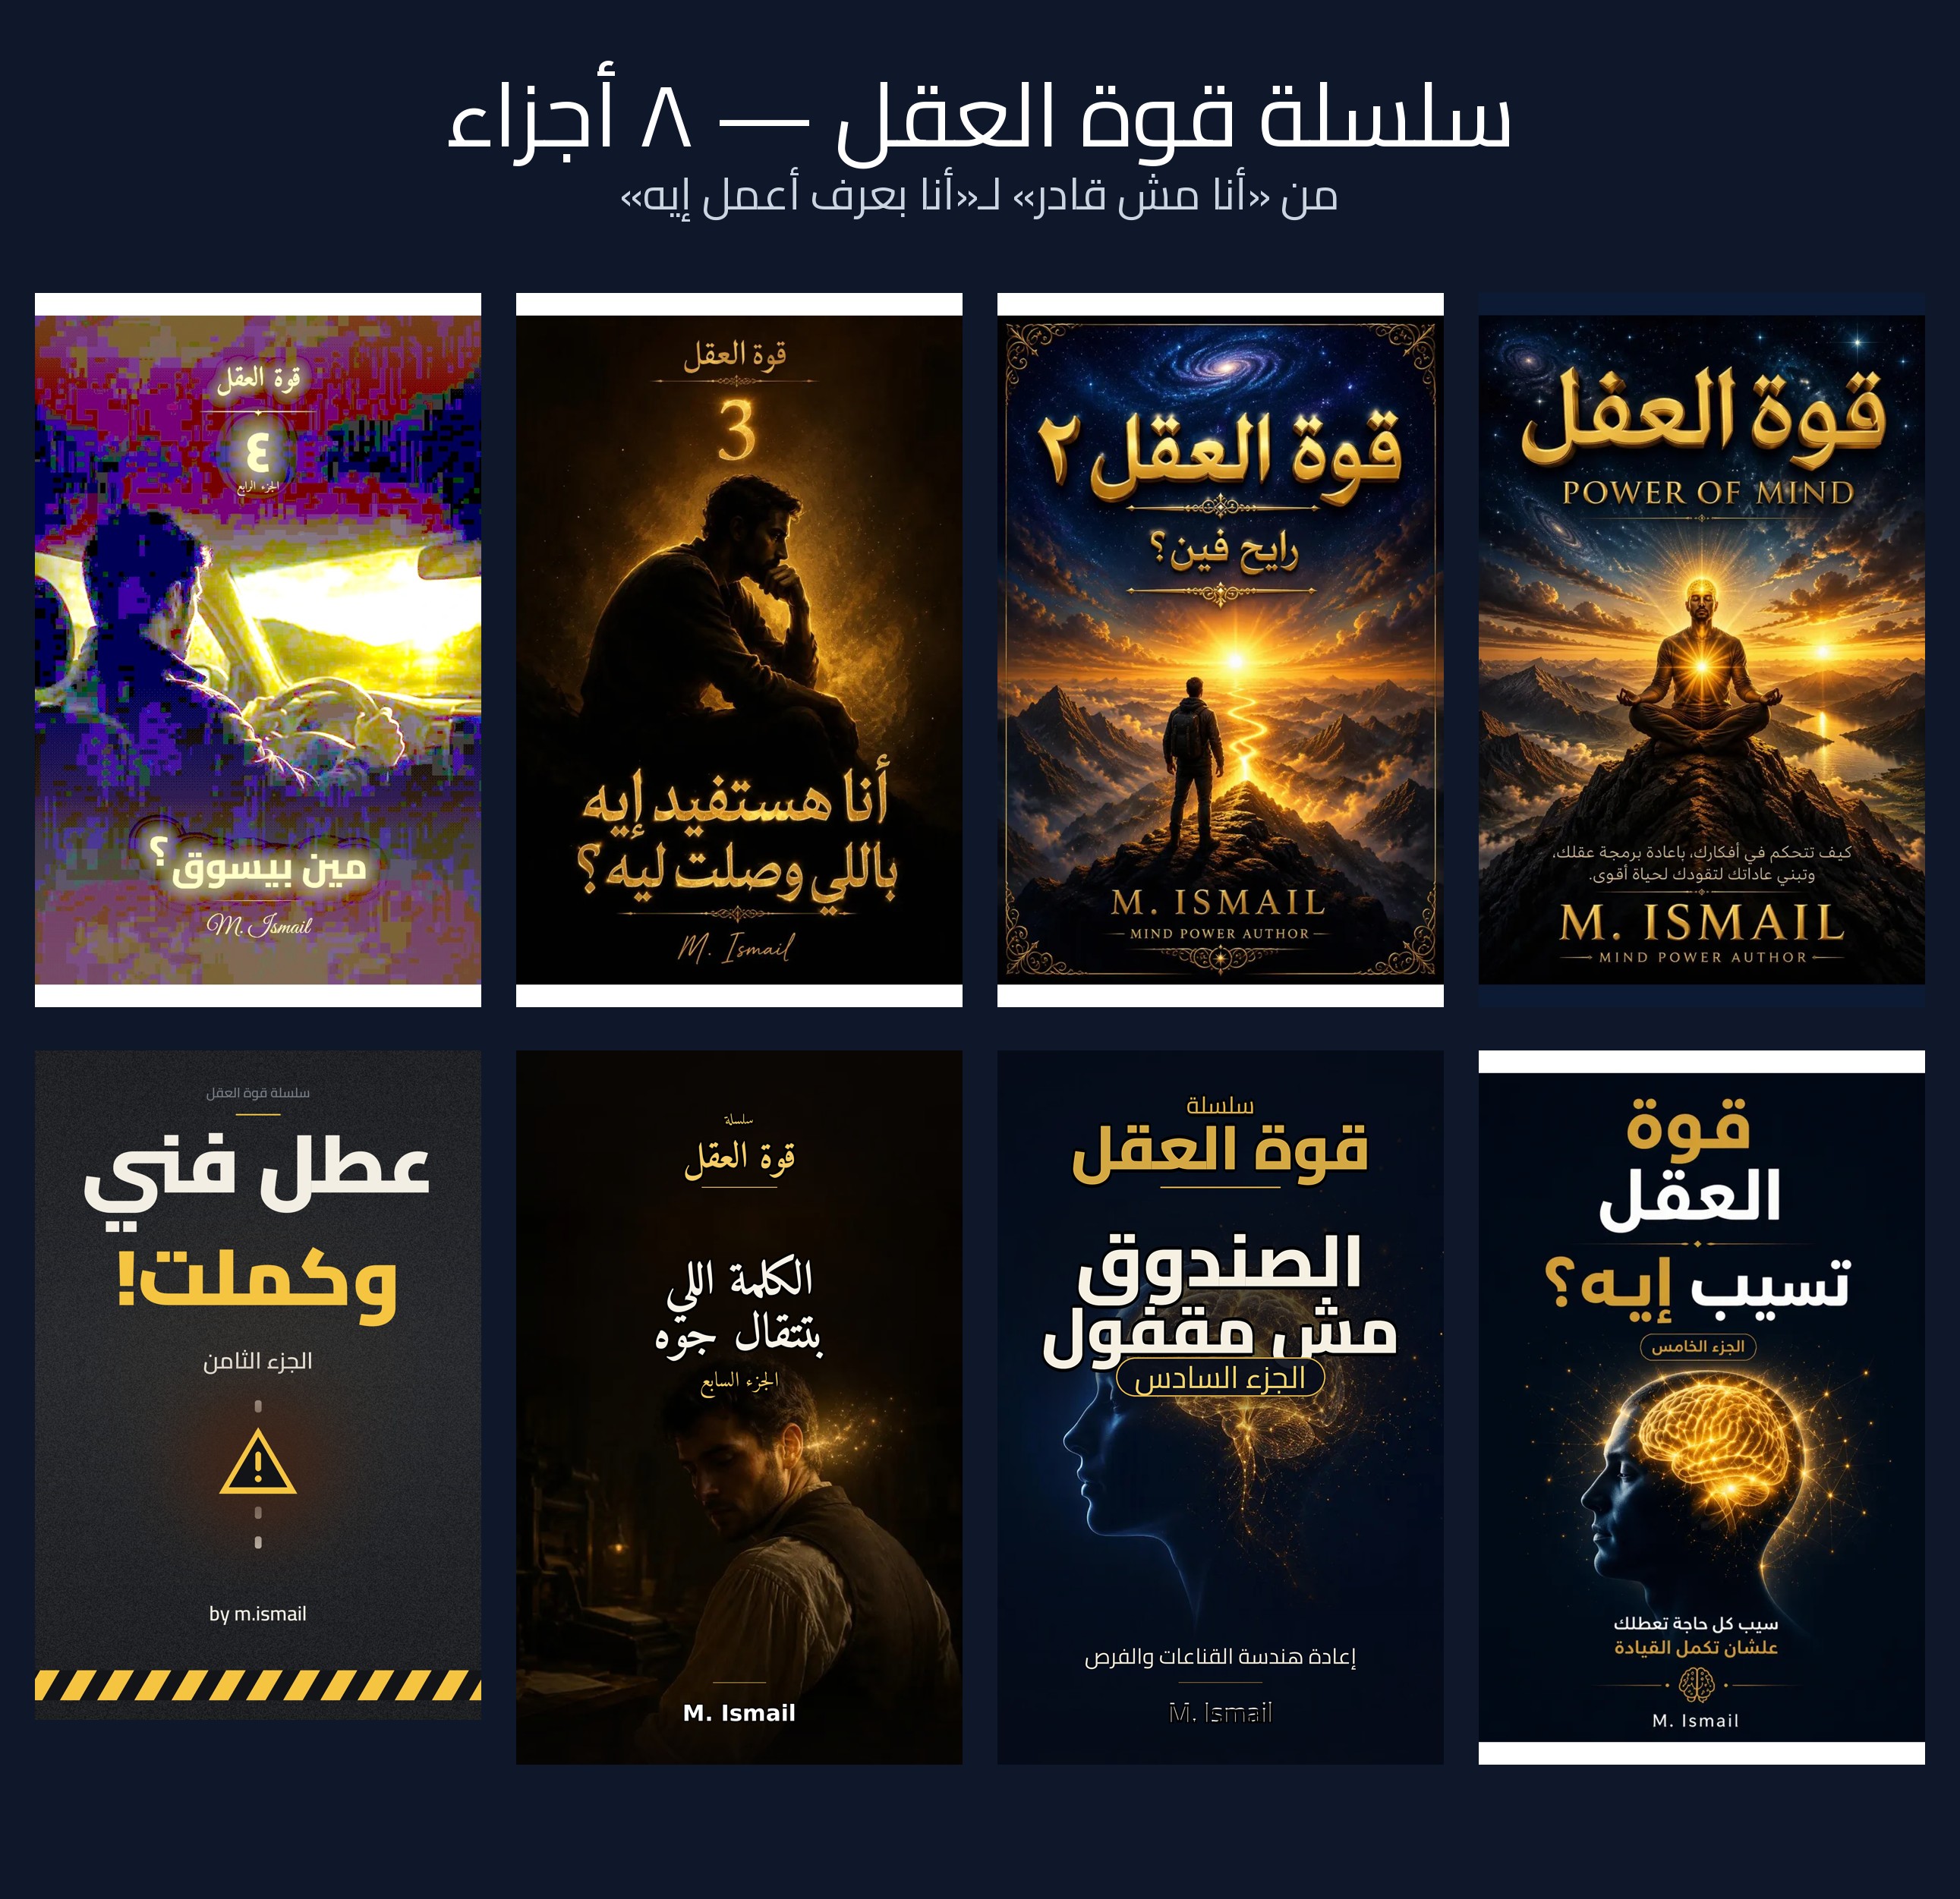 سلسلة قوة العقل — ٨ أجزاء
من «أنا مش قادر» لـ«أنا بعرف أعمل إيه»
قوة العفل
POWER OF MIND
كيف تتحكم في أفكارك، باعادة برمجة عقلك،
وتبني عاداتك لتقودك لحياة أقوى.
M. ISMAIL
MIND POWER AUTHOR
قوة العقل ٢
رايح فين؟
M. ISMAIL
MIND POWER AUTHOR
قوة العقل
3
أنا هستفيد إيه
باللي وصلت ليه؟
M. Ismail
قوة العقل
٤
الجزء الرابع
مين بيسوق؟
M. Ismail
قوة
العقل
تسيب إيه؟
الجزء الخامس
سيب كل حاجة تعطلك
علشان تكمل القيادة
M. Ismail
سلسلة
قوة العقل
الصندوق
مش مقفول
الجزء السادس
إعادة هندسة القناعات والفرص
M. Ismail
سلسلة
قوة العقل
الكلمة اللي
بتتقال جوه
الجزء السابع
M. Ismail
سلسلة قوة العقل
عطل فني
وكملت!
الجزء الثامن
by m.ismail